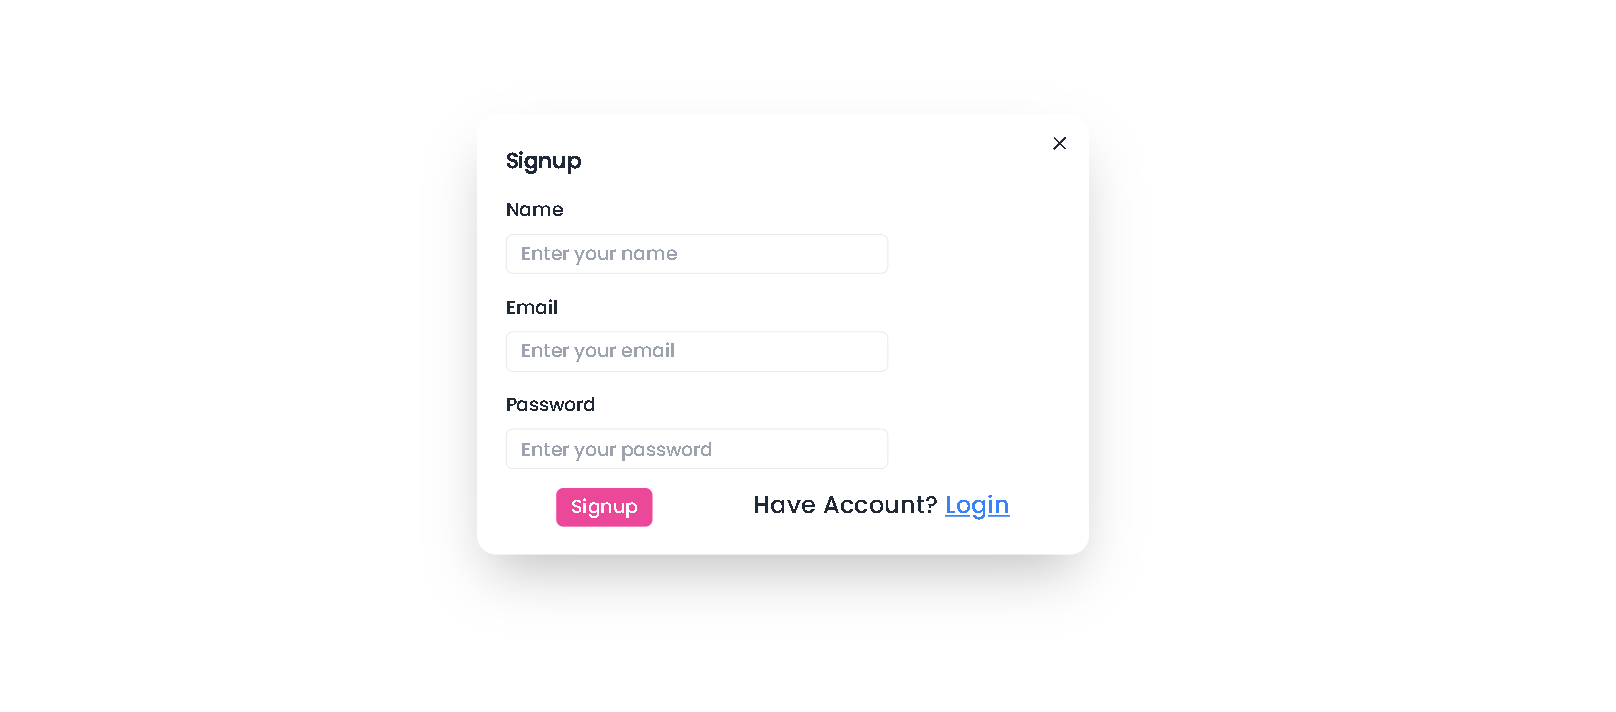 Signup
Name
Enter your name
Email
Enter your email
Password
Enter your password
Signup
Have Account? Login